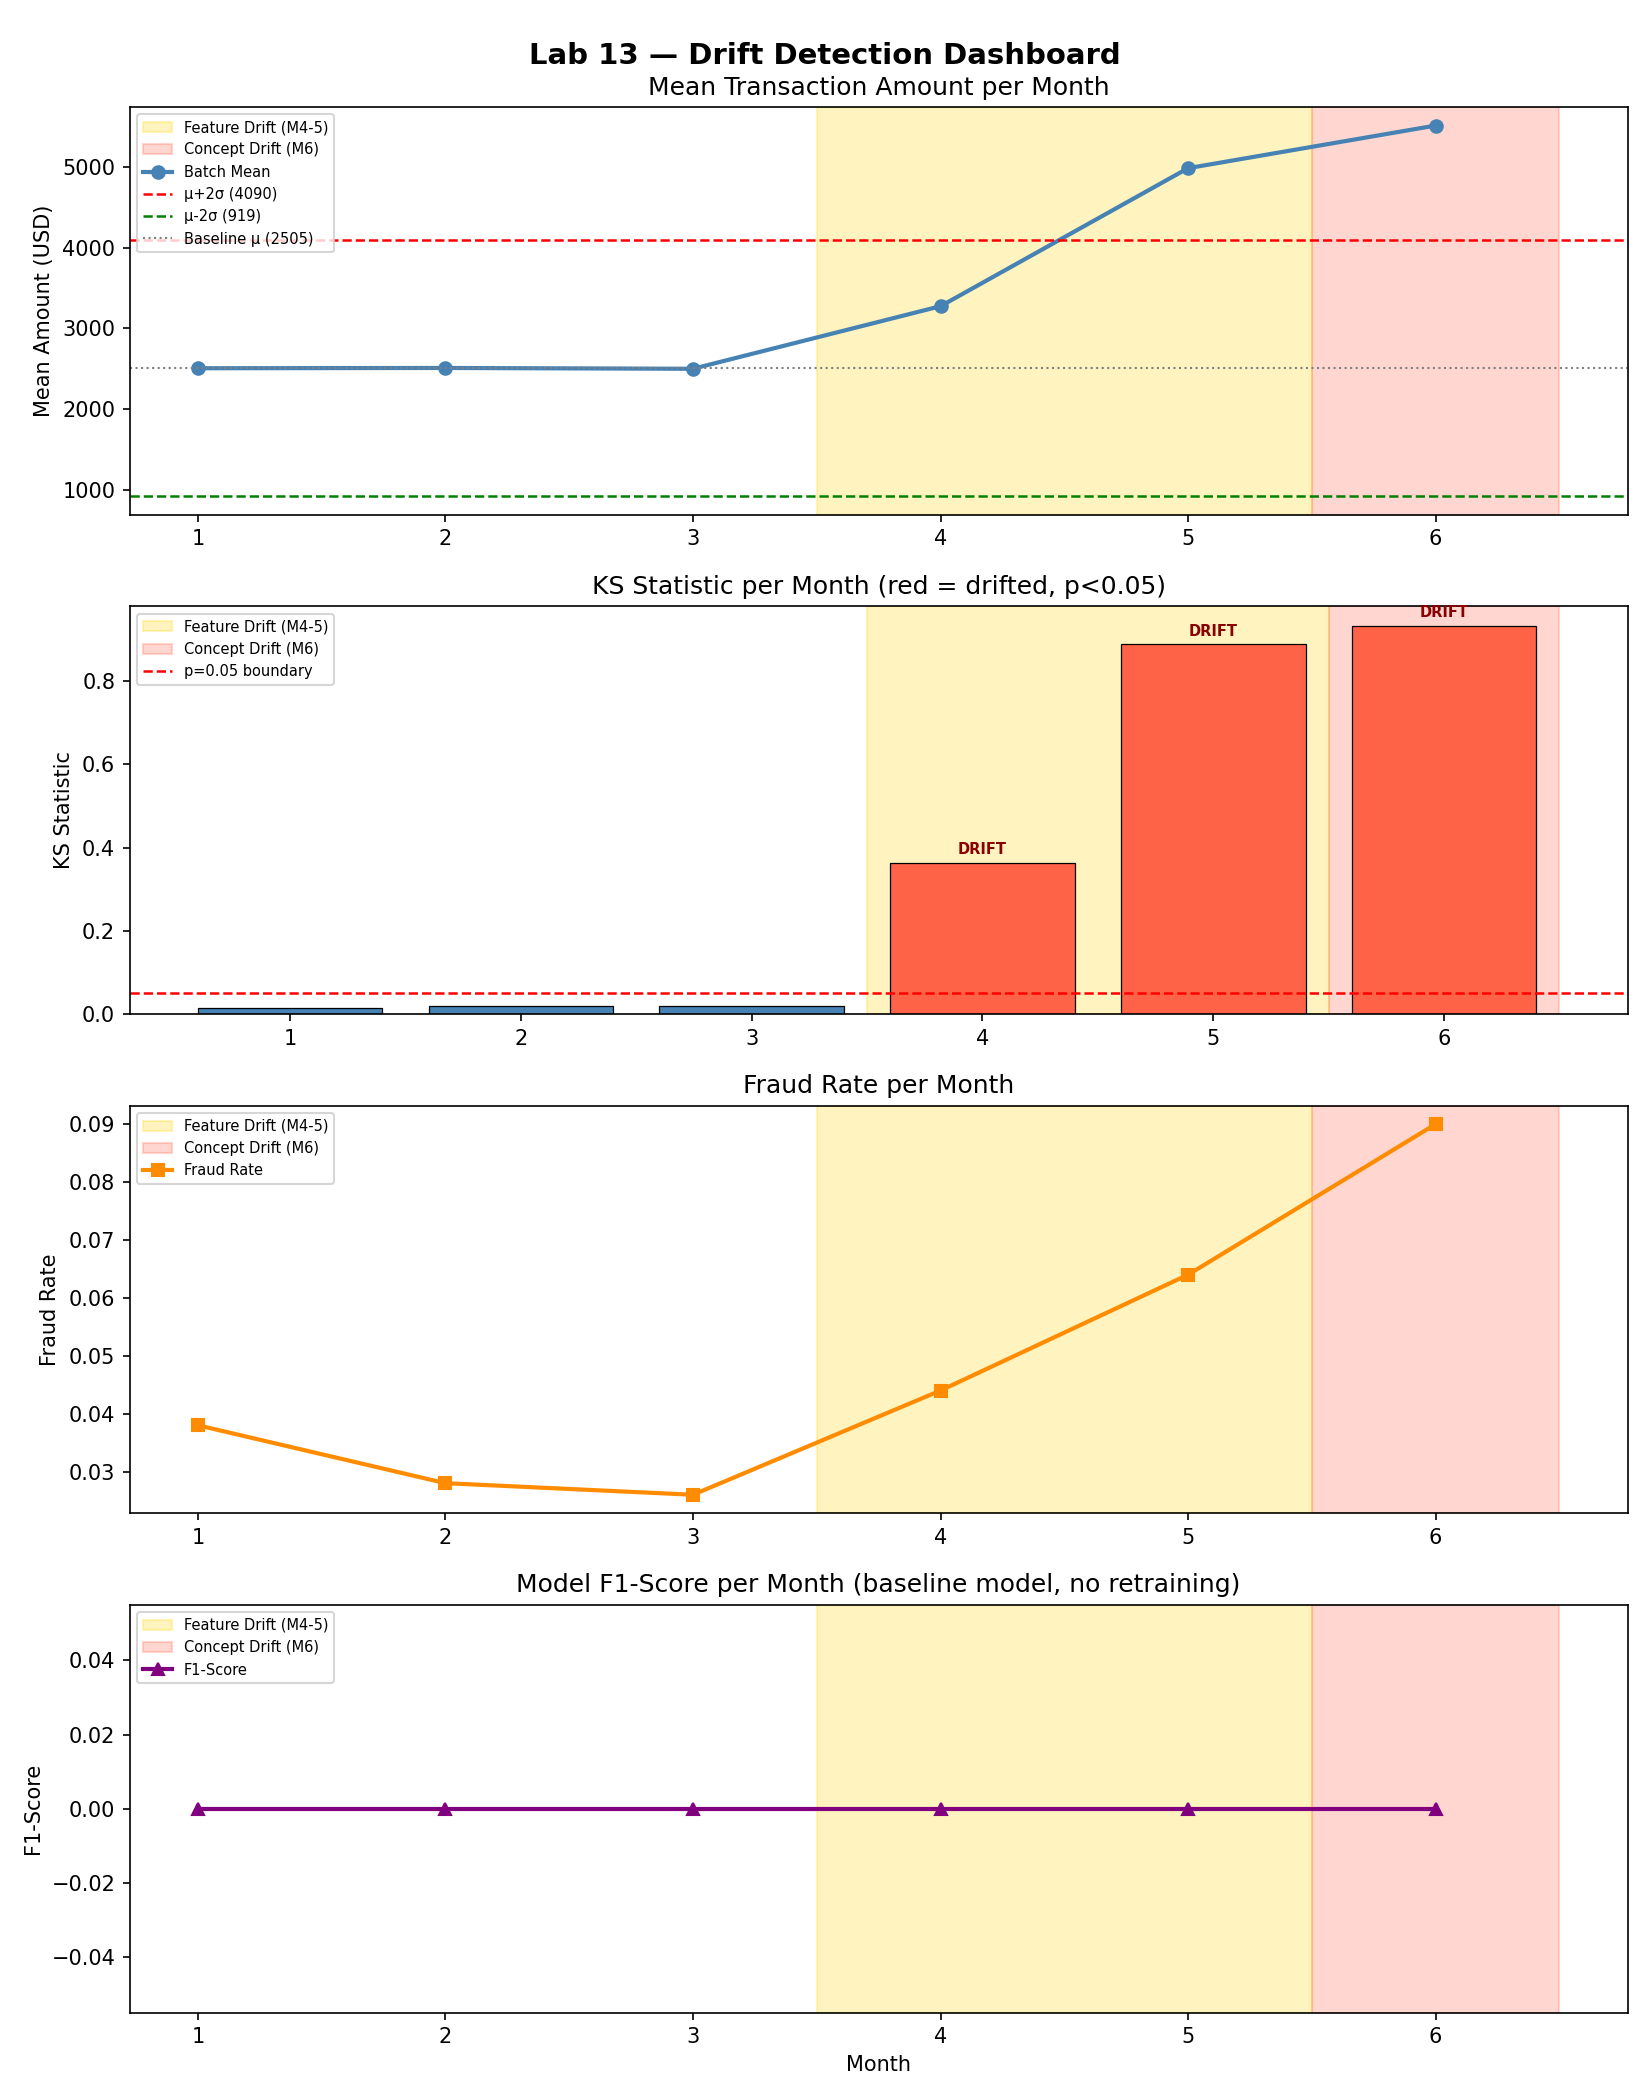 Lab 13 — Drift Detection Dashboard
Mean Transaction Amount per Month
Feature Drift (M4-5)
Concept Drift (M6)
Batch Mean
μ+2σ (4090)
μ-2σ (919)
Baseline μ (2505)
Mean Amount (USD)
5000
4000
3000
2000
1000
1 2 3 4 5 6
KS Statistic per Month (red = drifted, p<0.05)
Feature Drift (M4-5)
Concept Drift (M6)
p=0.05 boundary
DRIFT
DRIFT
DRIFT
KS Statistic
0.8
0.6
0.4
0.2
0.0
1 2 3 4 5 6
Fraud Rate per Month
Feature Drift (M4-5)
Concept Drift (M6)
Fraud Rate
Fraud Rate
0.09
0.08
0.07
0.06
0.05
0.04
0.03
1 2 3 4 5 6
Model F1-Score per Month (baseline model, no retraining)
Feature Drift (M4-5)
Concept Drift (M6)
F1-Score
F1-Score
0.04
0.02
0.00
−0.02
−0.04
1 2 3 4 5 6
Month